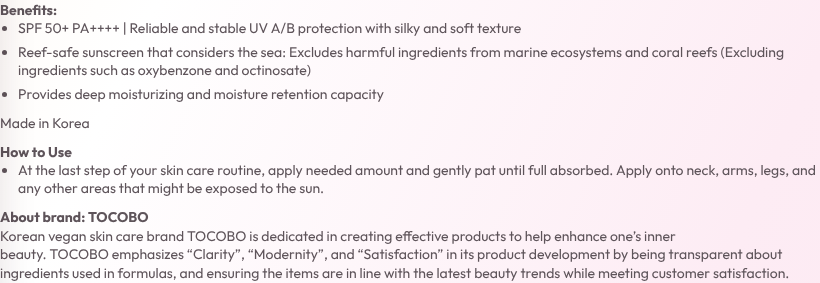 Benefits:
• SPF 50+ PA++++ | Reliable and stable UV A/B protection with silky and soft texture
• Reef-safe sunscreen that considers the sea: Excludes harmful ingredients from marine ecosystems and coral reefs (Excluding
ingredients such as oxybenzone and octinosate)
• Provides deep moisturizing and moisture retention capacity
Made in Korea
How to Use
• At the last step of your skin care routine, apply needed amount and gently pat until full absorbed. Apply onto neck, arms, legs, and
any other areas that might be exposed to the sun.
About brand: TOCOBO
Korean vegan skin care brand TOCOBO is dedicated in creating effective products to help enhance one’s inner
beauty. TOCOBO emphasizes “Clarity”, “Modernity”, and “Satisfaction” in its product development by being transparent about
ingredients used in formulas, and ensuring the items are in line with the latest beauty trends while meeting customer satisfaction.